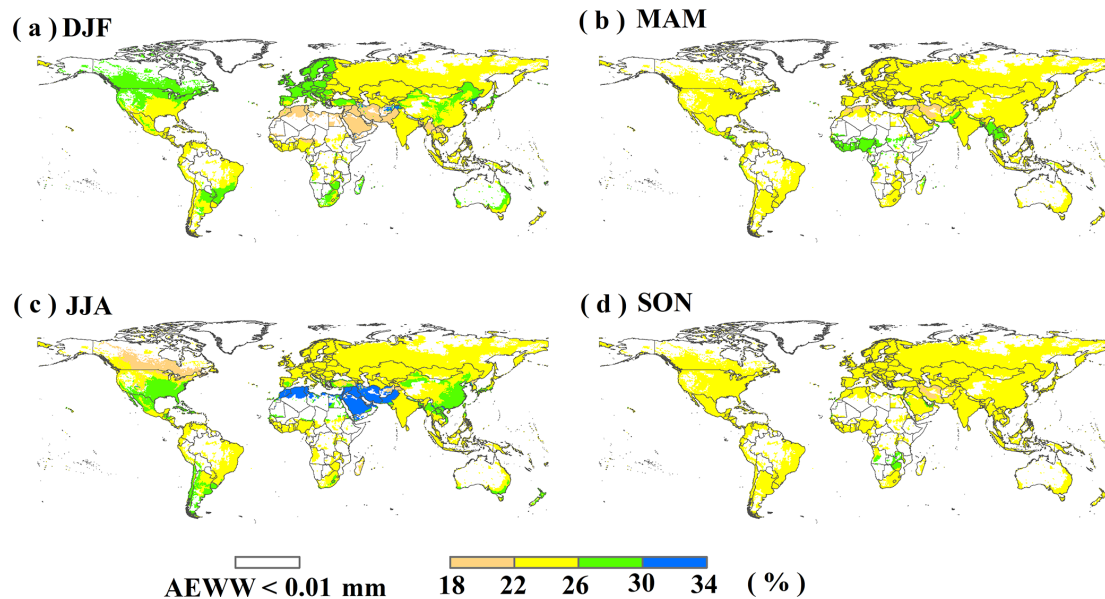 ( a ) DJF
( b ) MAM
( c ) JJA
( d ) SON
AEWW < 0.01 mm
18 22 26 30 34 ( % )